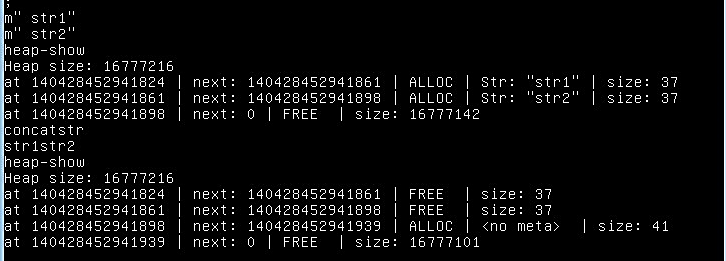 ;
m" str1"
m" str2"
heap-show
Heap size: 16777216
at 140428452941824 | next: 140428452941861 | ALLOC | Str: "str1" | size: 37
at 140428452941861 | next: 140428452941898 | ALLOC | Str: "str2" | size: 37
at 140428452941898 | next: 0 | FREE  | size: 16777142
concatstr
str1str2
heap-show
Heap size: 16777216
at 140428452941824 | next: 140428452941861 | FREE  | size: 37
at 140428452941861 | next: 140428452941898 | FREE  | size: 37
at 140428452941898 | next: 140428452941939 | ALLOC | <no meta>  | size: 41
at 140428452941939 | next: 0 | FREE  | size: 16777101